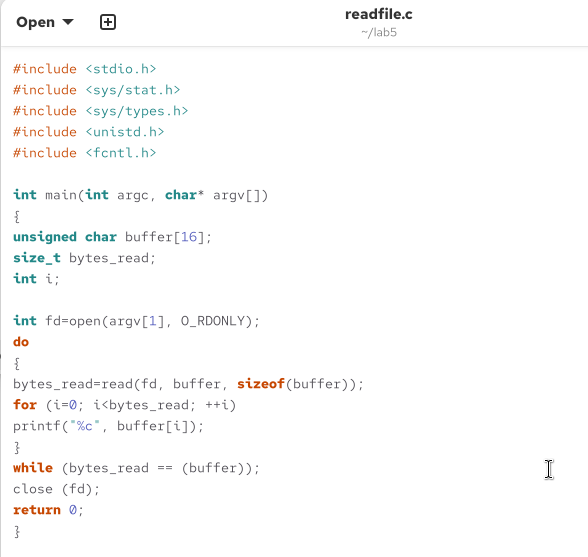 Open
readfile.c
~/lab5
#include <stdio.h>
#include <sys/stat.h>
#include <sys/types.h>
#include <unistd.h>
#include <fcntl.h>
int main(int argc, char* argv[])
{
unsigned char buffer[16];
size_t bytes_read;
int i;
int fd=open(argv[1], O_RDONLY);
do
{
bytes_read=read(fd, buffer, sizeof(buffer));
for (i=0; i<bytes_read; ++i)
printf("%c", buffer[i]);
}
while (bytes_read == (buffer));
close (fd);
return 0;
}